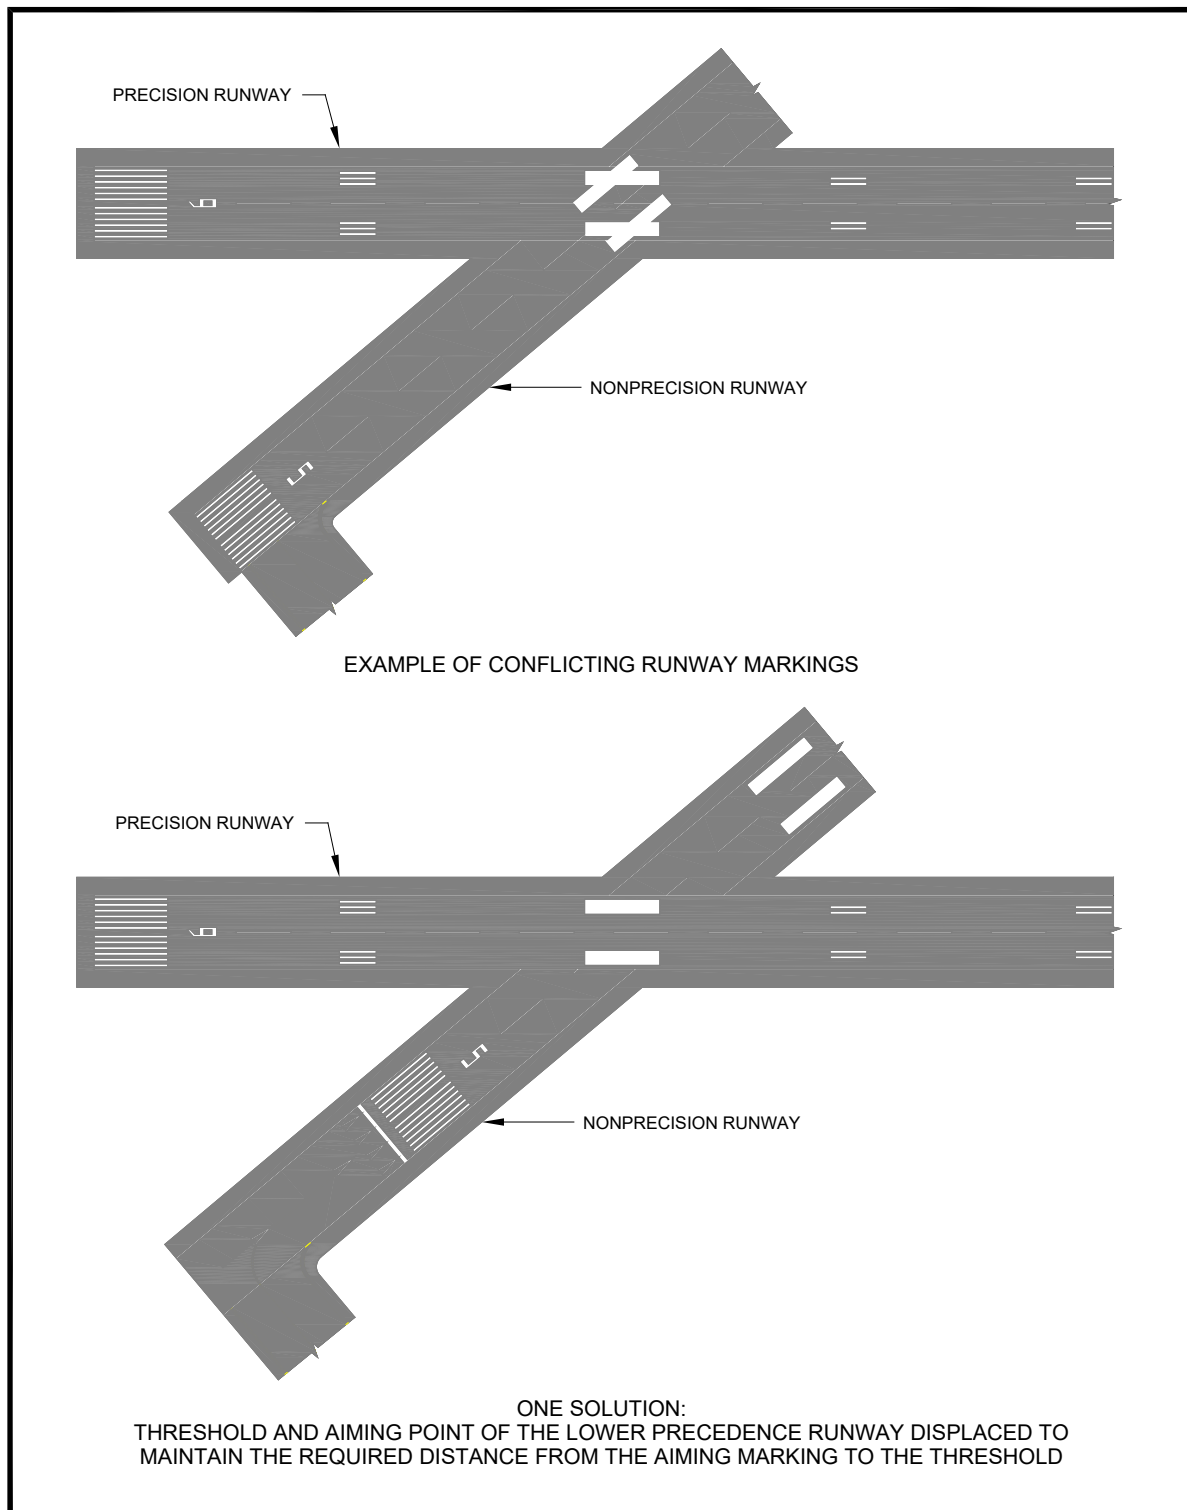 PRECISION RUNWAY
9
NONPRECISION RUNWAY
5
EXAMPLE OF CONFLICTING RUNWAY MARKINGS
PRECISION RUNWAY
9
5
NONPRECISION RUNWAY
ONE SOLUTION:
THRESHOLD AND AIMING POINT OF THE LOWER PRECEDENCE RUNWAY DISPLACED TO
MAINTAIN THE REQUIRED DISTANCE FROM THE AIMING MARKING TO THE THRESHOLD